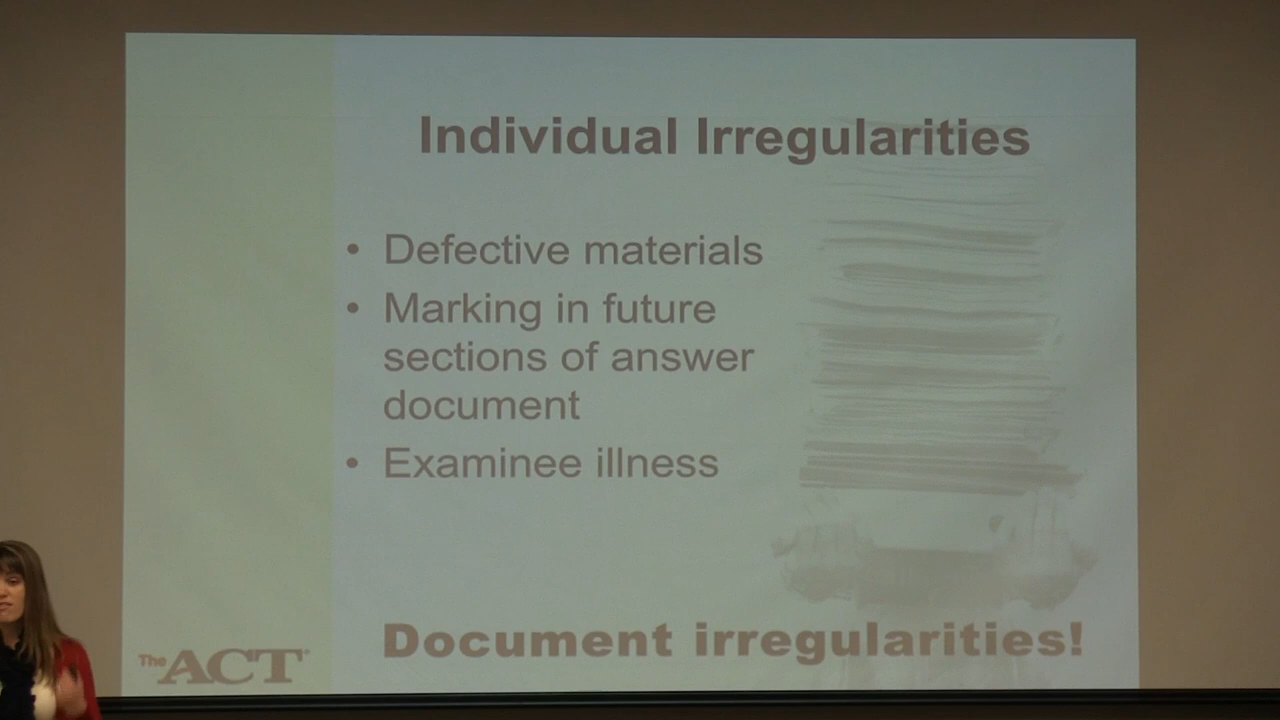 Individual Irregularities
• Defective materials
• Marking in future
sections of answer
document
• Examinee illness
Document irregularities!
The ACT